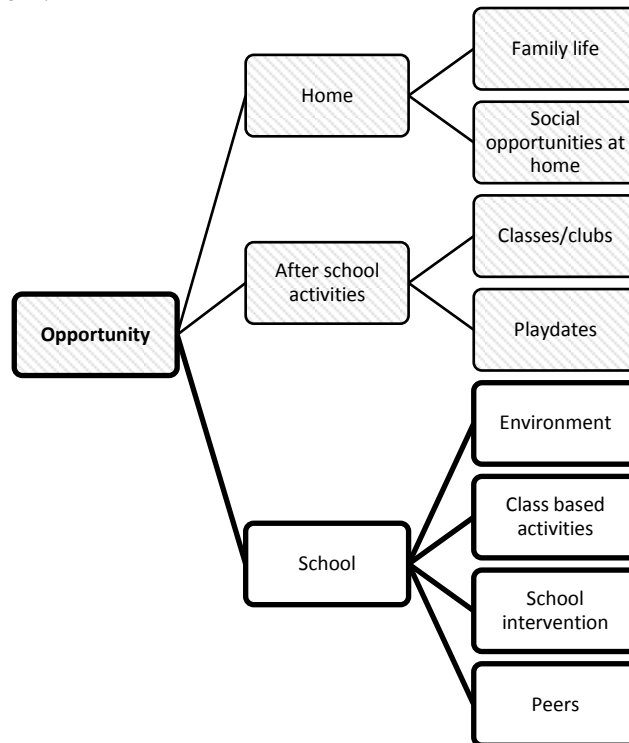 Family life
Home
Social
opportunities at
home
Classes/clubs
After school
activities
Playdates
Opportunity
Environment
Class based
activities
School
School
intervention
Peers